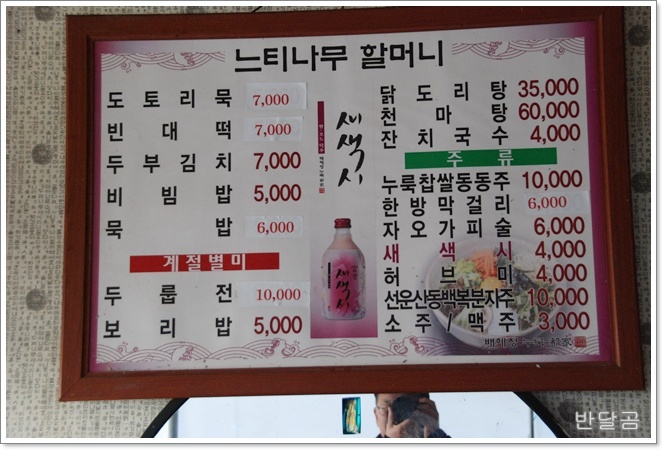 느티나무 할머니
도토리묵 7,000
빈대떡 7,000
두부김치 7,000
비빔밥 5,000
묵밥 6,000
계절별미
두룹전 10,000
보리밥 5,000
새색시
새색시
닭도리탕 35,000
천마탕 60,000
잔치국수 4,000
주류
누룩찹쌀동동주 10,000
한방막걸리 6,000
자오가피술 6,000
새색시 4,000
허브미 4,000
선운산동백복분자주 10,000
소주/맥주 3,000
반달곰